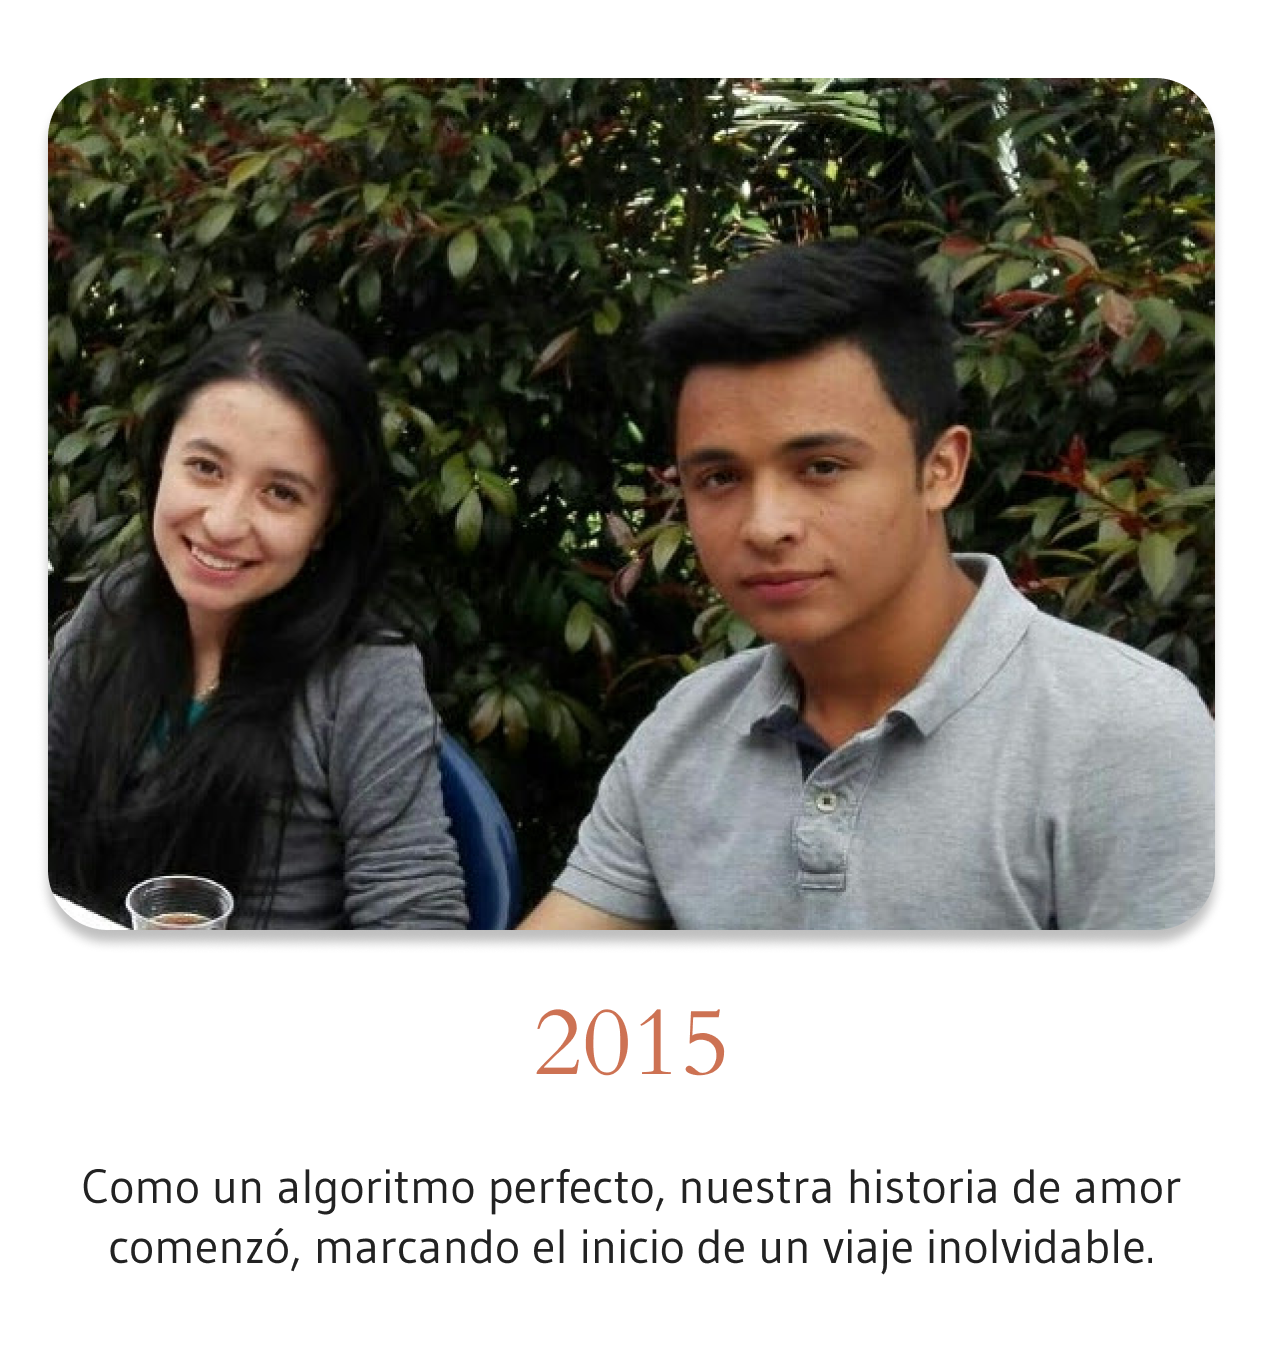 2015
Como un algoritmo perfecto, nuestra historia de amor
comenzó, marcando el inicio de un viaje inolvidable.